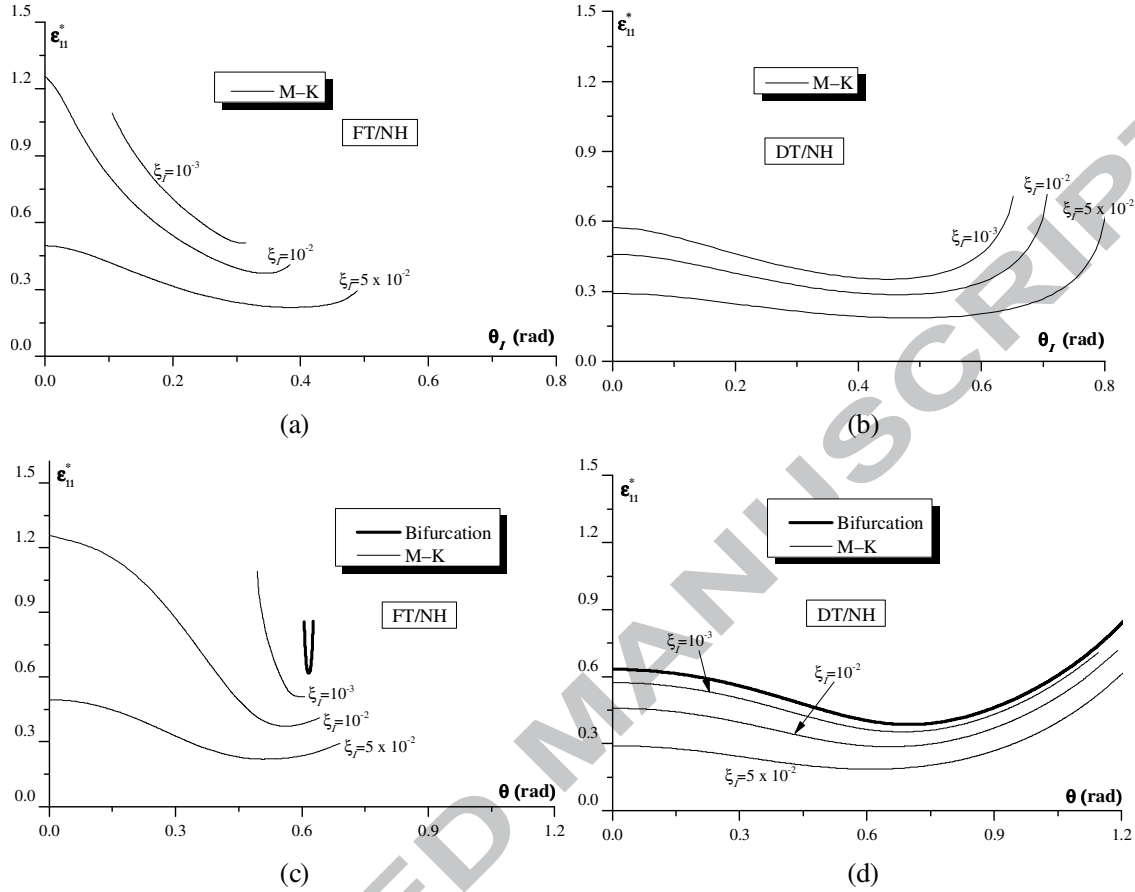 1.5
1.2
0.9
0.6
0.3
0.0
ε*11
M–K
FT/NH
ξI=10-3
ξI=10-2
ξI=5 x 10-2
θI (rad)
0.0
0.2
0.4
0.6
0.8
(a)
1.5
1.2
0.9
0.6
0.3
0.0
ε*11
M–K
DT/NH
ξI=10-3
ξI=10-2
ξI=5 x 10-2
θI (rad)
0.0
0.2
0.4
0.6
0.8
(b)
1.5
1.2
0.9
0.6
0.3
0.0
ε*11
Bifurcation
M–K
FT/NH
ξI=10-3
ξI=10-2
ξI=5 x 10-2
θ (rad)
0.0
0.3
0.6
0.9
1.2
(c)
1.5
1.2
0.9
0.6
0.3
0.0
ε*11
Bifurcation
M–K
DT/NH
ξI=10-3
ξI=10-2
ξI=5 x 10-2
θ (rad)
0.0
0.3
0.6
0.9
1.2
(d)
ED MANUSCRIPT